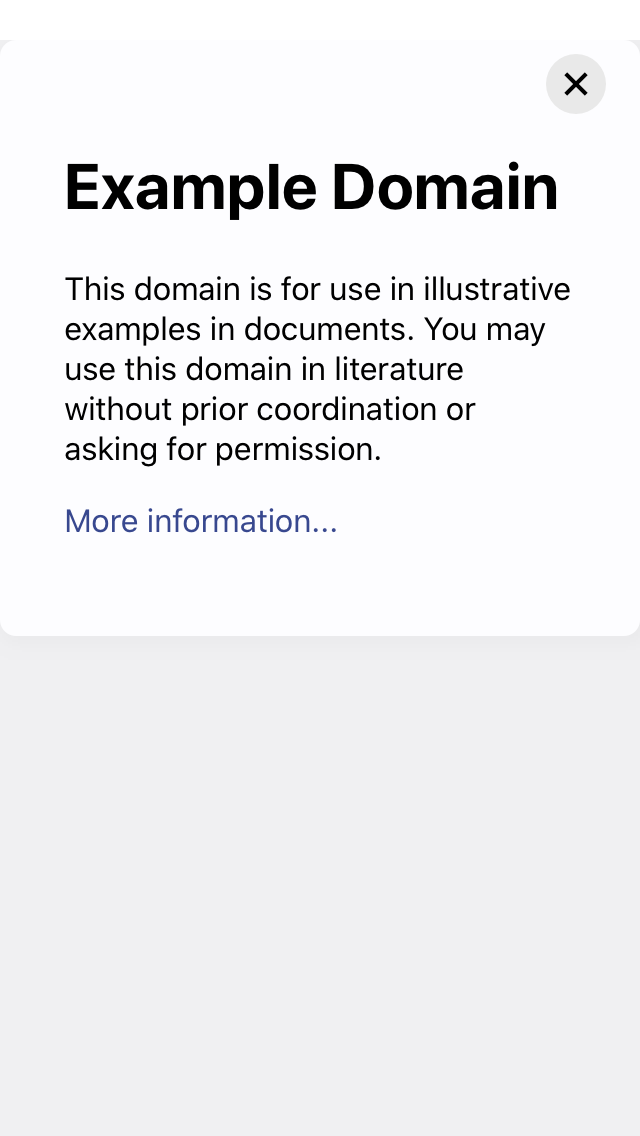 Example Domain
This domain is for use in illustrative
examples in documents. You may
use this domain in literature
without prior coordination or
asking for permission.
More information...